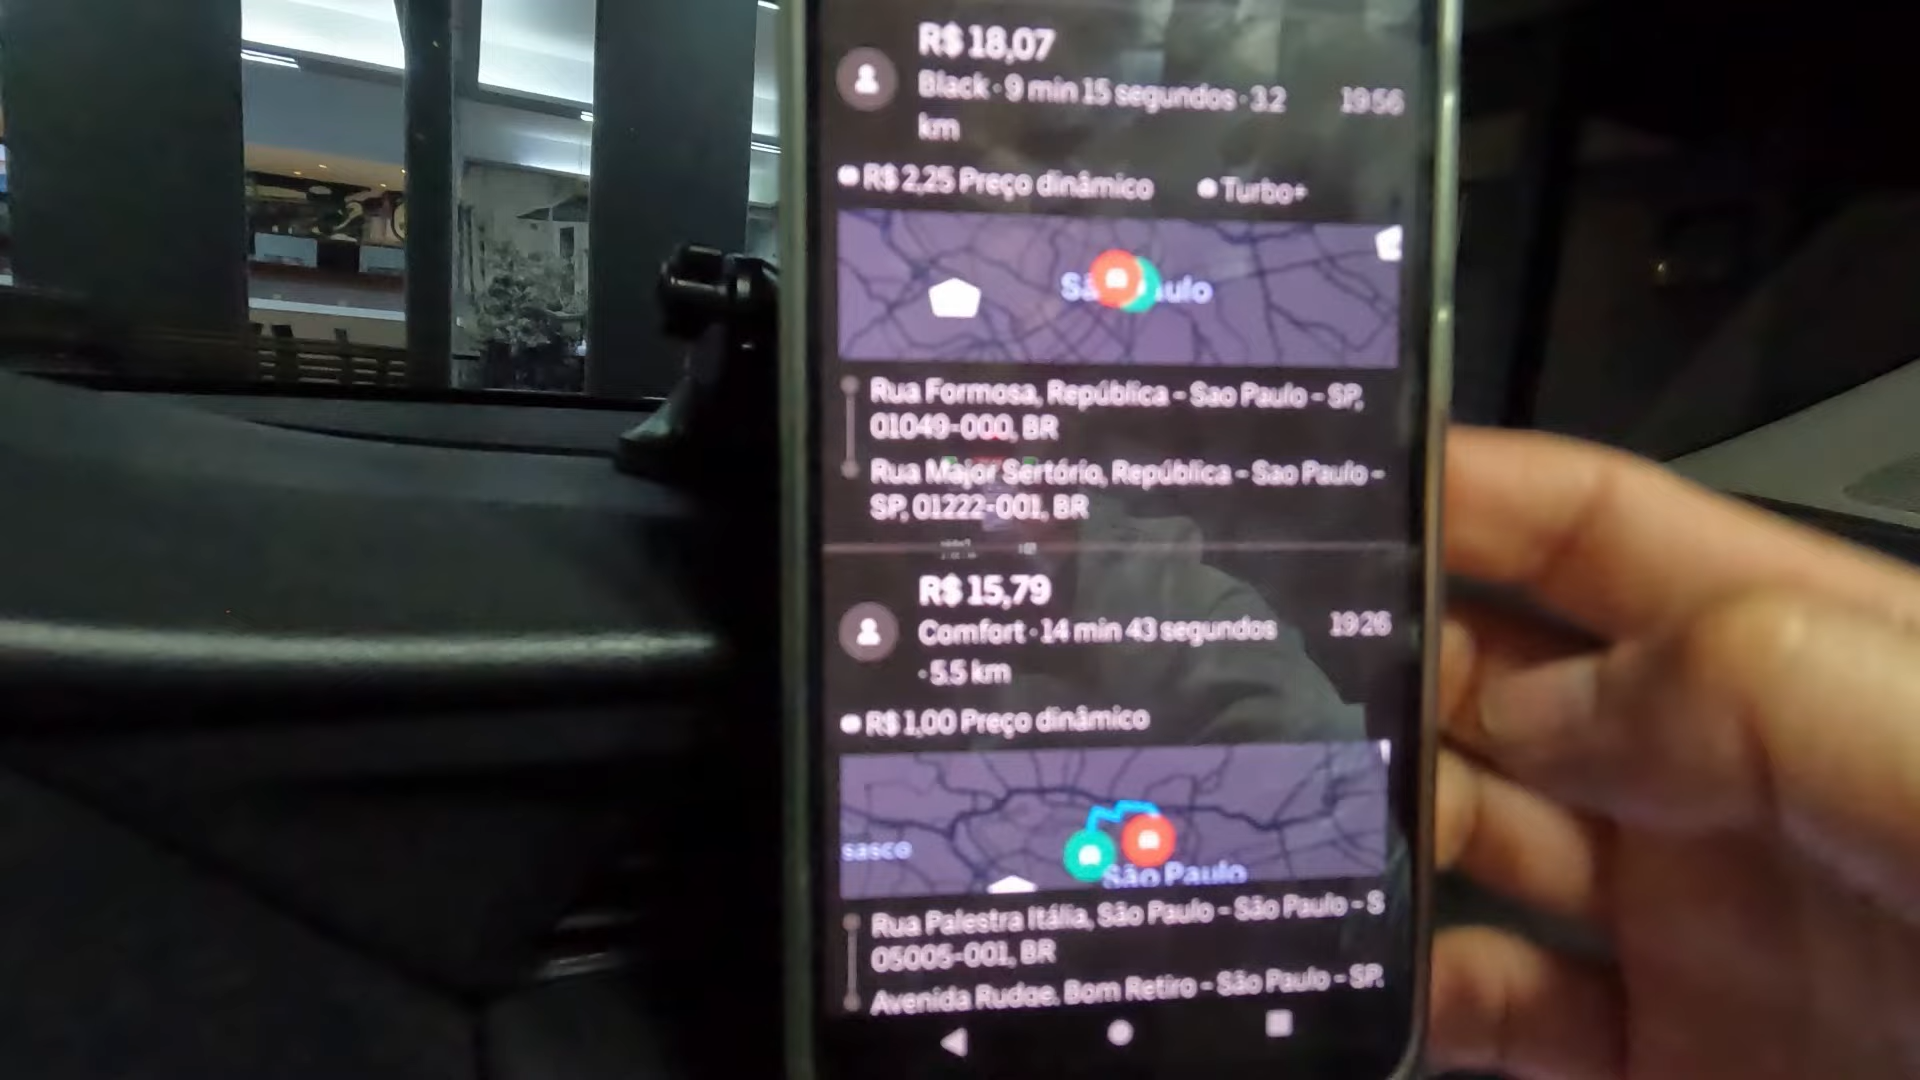 R$ 18,07
Black · 9 min 15 segundos · 3.2
km
19:56
R$ 2,25 Preço dinâmico
Turbo+
São Paulo
Rua Formosa, República - Sao Paulo - SP,
01049-000, BR
Rua Major Sertório, República - Sao Paulo -
SP, 01222-001, BR
R$ 15,79
Comfort · 14 min 43 segundos
· 5.5 km
19:26
R$ 1,00 Preço dinâmico
sasco
São Paulo
Rua Palestra Itália, São Paulo - São Paulo - S
05005-001, BR
Avenida Rudge, Bom Retiro - São Paulo - SP,